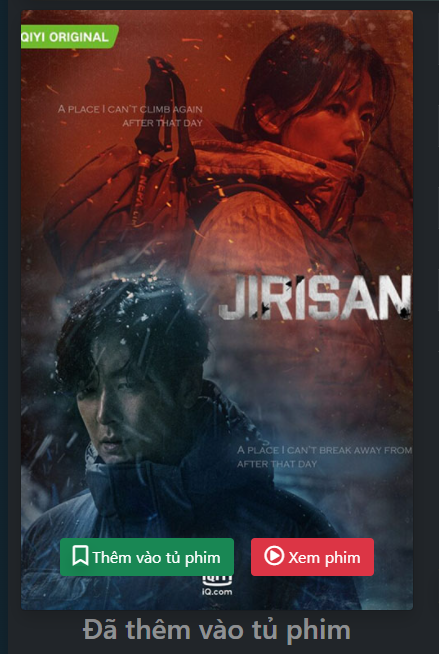 QIYI ORIGINAL
A PLACE I CAN'T CLIMB AGAIN
AFTER THAT DAY
JIRISAN
A PLACE I CAN'T BREAK AWAY FROM
AFTER THAT DAY
Thêm vào tủ phim
Xem phim
iQIYI
iQ.com
Đã thêm vào tủ phim